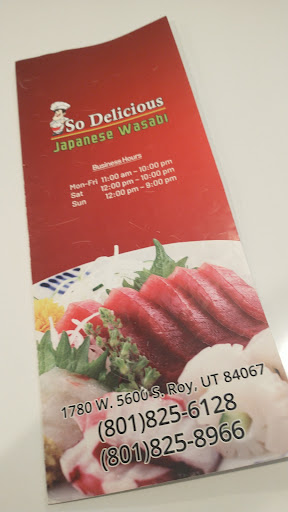 So Delicious
Japanese Wasabi
Business Hours
Mon-Fri 11:00 am ~ 10:00 pm
Sat 12:00 pm ~ 10:00 pm
Sun 12:00 pm ~ 9:00 pm
1780 W. 5600 S. Roy, UT 84067
(801)825-6128
(801)825-8966